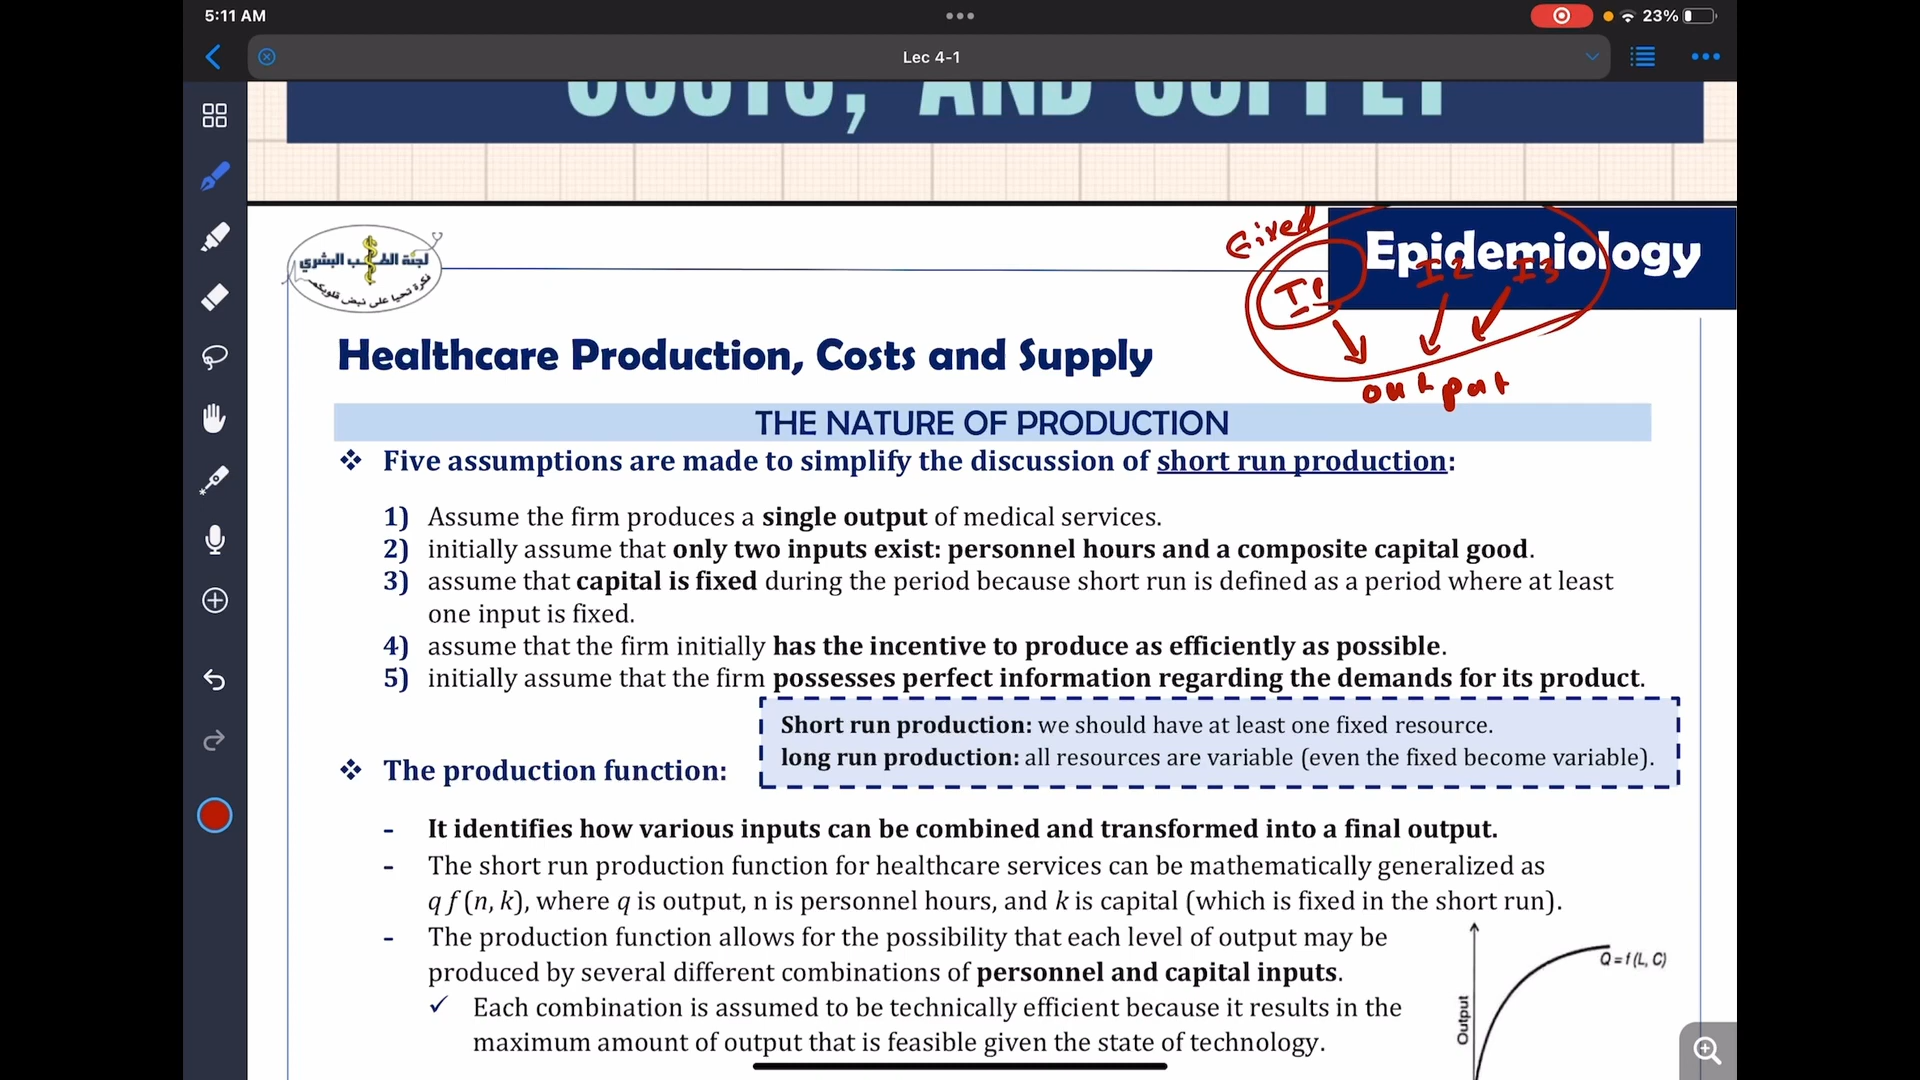 5:11 AM
23%
Lec 4-1
COSTS, AND SUPPLY
لجنة الطب البشري
فكرة تحيا على نبض قلوبكم
Epidemiology
Fixed
I1 I2 I3
output
Healthcare Production, Costs and Supply
THE NATURE OF PRODUCTION
❖ Five assumptions are made to simplify the discussion of short run production:
1) Assume the firm produces a single output of medical services.
2) initially assume that only two inputs exist: personnel hours and a composite capital good.
3) assume that capital is fixed during the period because short run is defined as a period where at least
one input is fixed.
4) assume that the firm initially has the incentive to produce as efficiently as possible.
5) initially assume that the firm possesses perfect information regarding the demands for its product.
Short run production: we should have at least one fixed resource.
long run production: all resources are variable (even the fixed become variable).
❖ The production function:
- It identifies how various inputs can be combined and transformed into a final output.
- The short run production function for healthcare services can be mathematically generalized as
q f (n, k), where q is output, n is personnel hours, and k is capital (which is fixed in the short run).
- The production function allows for the possibility that each level of output may be
produced by several different combinations of personnel and capital inputs.
✓ Each combination is assumed to be technically efficient because it results in the
maximum amount of output that is feasible given the state of technology.
Q = f (L, C)
Output